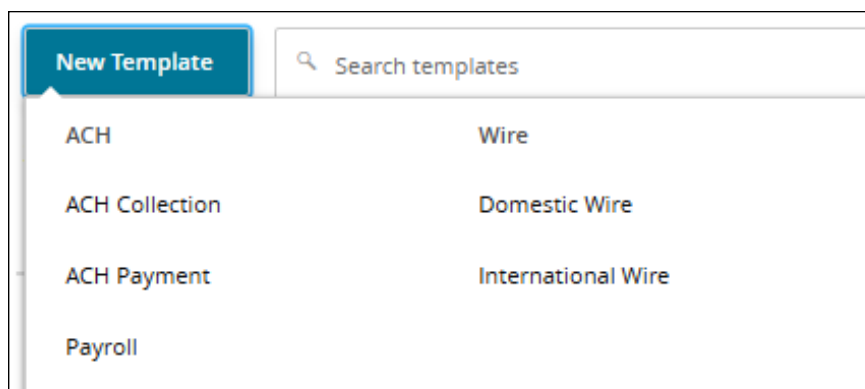 New Template
Search templates
ACH
Wire
ACH Collection
Domestic Wire
ACH Payment
International Wire
Payroll